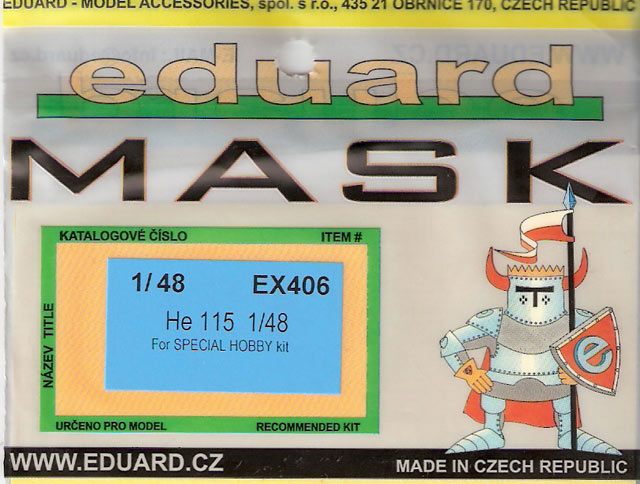 EDUARD - MODEL ACCESSORIES, spol. s r.o., 435 21 OBRNICE 170, CZECH REPUBLIC
eduard
MASK
KATALOGOVÉ ČÍSLO ITEM #
1/48 EX406
He 115 1/48
For SPECIAL HOBBY kit
NÁZEV TITLE
URČENO PRO MODEL RECOMMENDED KIT
e
WWW.EDUARD.CZ
MADE IN CZECH REPUBLIC